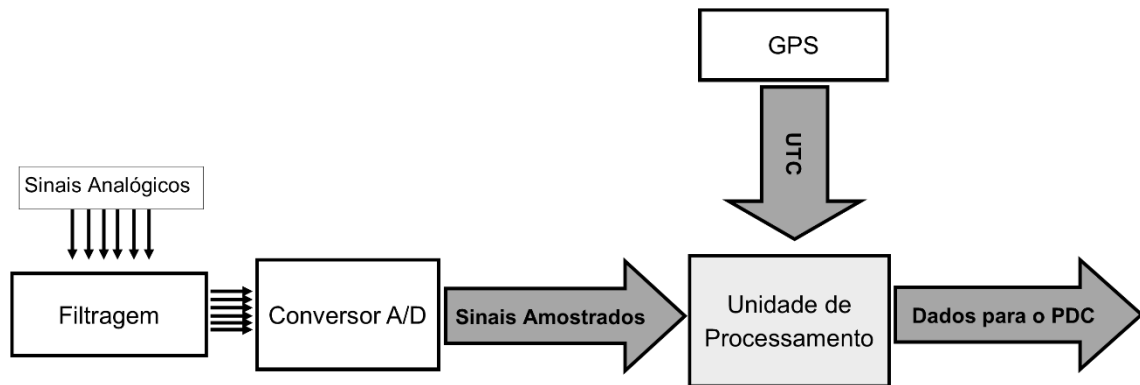 GPS
UTC
Sinais Analógicos
Filtragem
Conversor A/D
Sinais Amostrados
Unidade de
Processamento
Dados para o PDC